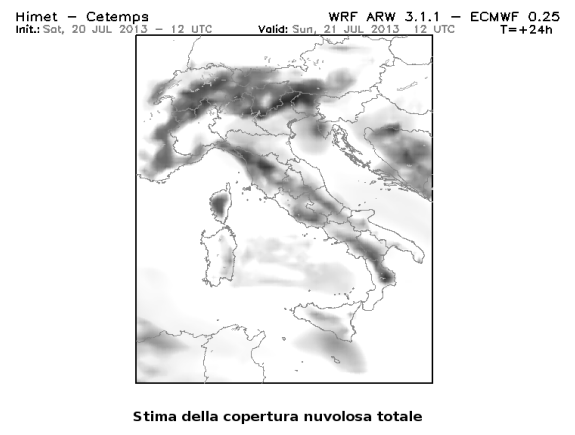 Himet – Cetemps WRF ARW 3.1.1 – ECMWF 0.25
Init.: Sat, 20 JUL 2013 – 12 UTC Valid: Sun, 21 JUL 2013 12 UTC T=+24h
Stima della copertura nuvolosa totale